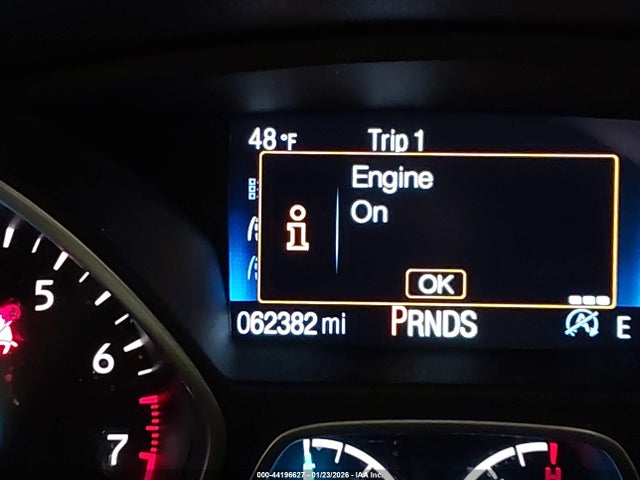 48°F Trip 1
Engine
On
i
OK
062382 mi PRNDS A E
5
6
7
H
000-44196627 - 01/23/2026 - IAA Inc.